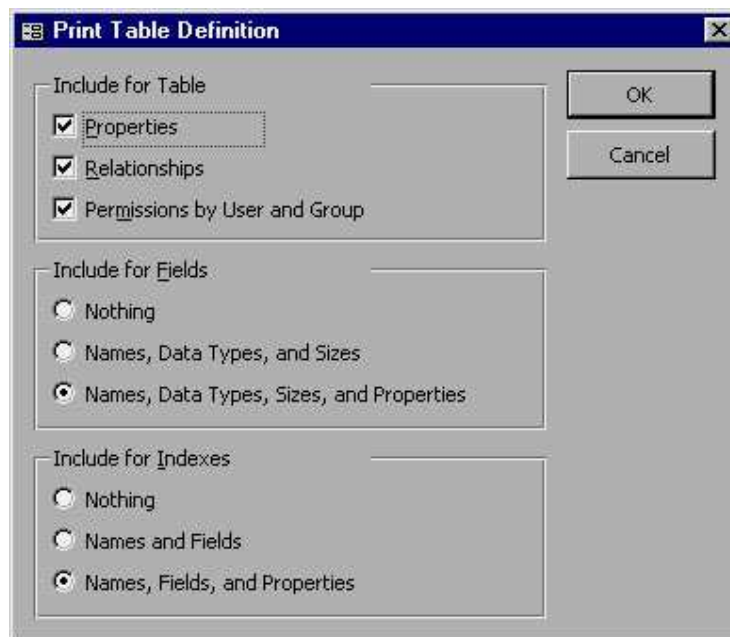 Print Table Definition
Include for Table
Properties
Relationships
Permissions by User and Group
OK
Cancel
Include for Fields
Nothing
Names, Data Types, and Sizes
Names, Data Types, Sizes, and Properties
Include for Indexes
Nothing
Names and Fields
Names, Fields, and Properties